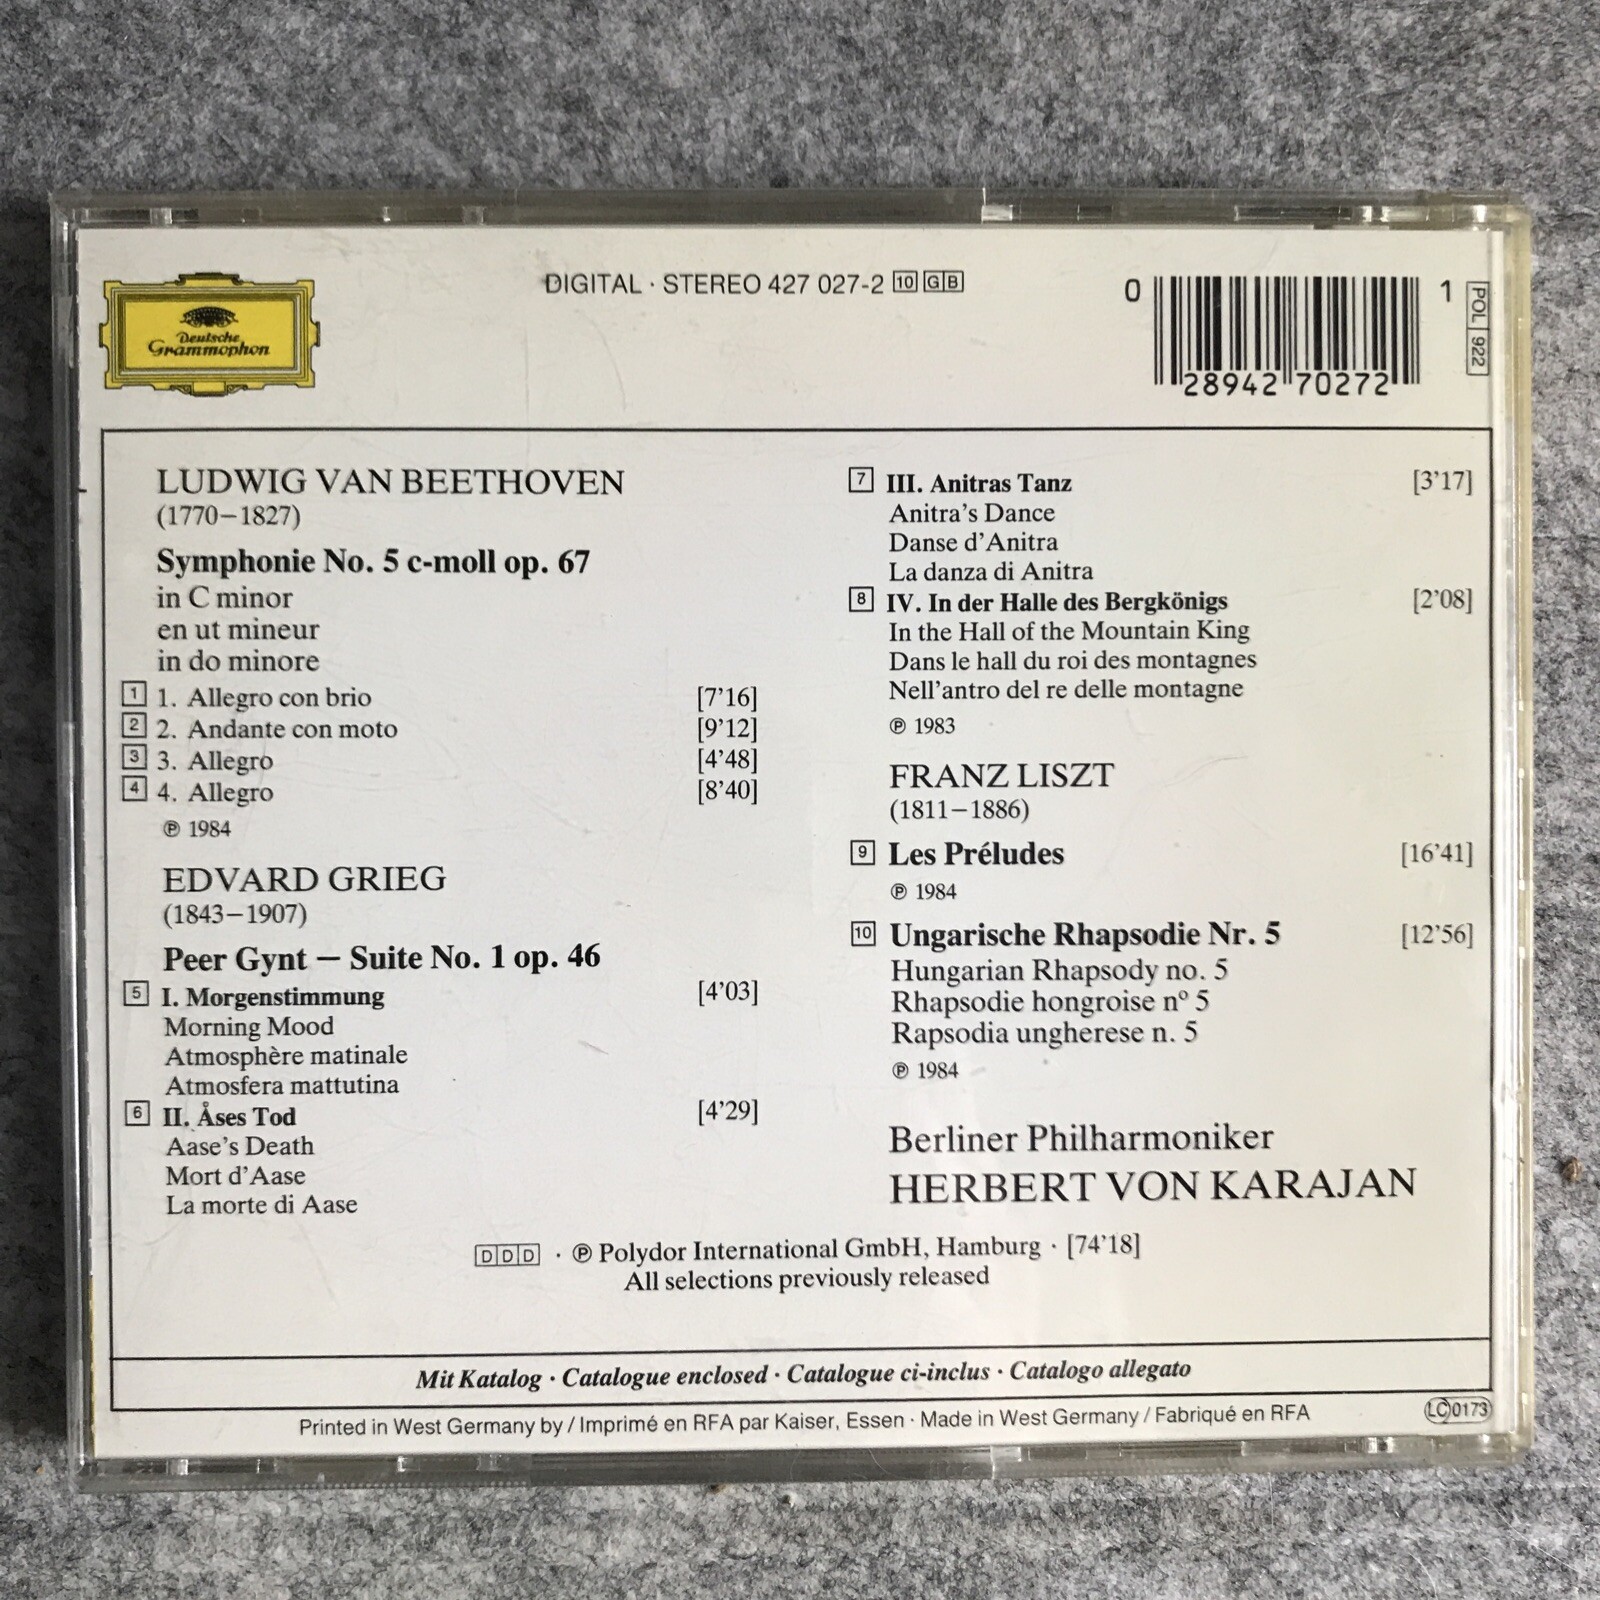 Deutsche
Grammophon
DIGITAL · STEREO 427 027-2 10 G B
0 28942 70272 1
POL 922
LUDWIG VAN BEETHOVEN
(1770–1827)
Symphonie No. 5 c-moll op. 67
in C minor
en ut mineur
in do minore
1 1. Allegro con brio [7'16]
2 2. Andante con moto [9'12]
3 3. Allegro [4'48]
4 4. Allegro [8'40]
℗ 1984
EDVARD GRIEG
(1843–1907)
Peer Gynt – Suite No. 1 op. 46
5 I. Morgenstimmung [4'03]
Morning Mood
Atmosphère matinale
Atmosfera mattutina
6 II. Åses Tod [4'29]
Aase's Death
Mort d'Aase
La morte di Aase
7 III. Anitras Tanz [3'17]
Anitra's Dance
Danse d'Anitra
La danza di Anitra
8 IV. In der Halle des Bergkönigs [2'08]
In the Hall of the Mountain King
Dans le hall du roi des montagnes
Nell'antro del re delle montagne
℗ 1983
FRANZ LISZT
(1811–1886)
9 Les Préludes [16'41]
℗ 1984
10 Ungarische Rhapsodie Nr. 5 [12'56]
Hungarian Rhapsody no. 5
Rhapsodie hongroise nº 5
Rapsodia ungherese n. 5
℗ 1984
Berliner Philharmoniker
HERBERT VON KARAJAN
DDD · ℗ Polydor International GmbH, Hamburg · [74'18]
All selections previously released
Mit Katalog · Catalogue enclosed · Catalogue ci-inclus · Catalogo allegato
Printed in West Germany by / Imprimé en RFA par Kaiser, Essen · Made in West Germany / Fabriqué en RFA
LC 0173